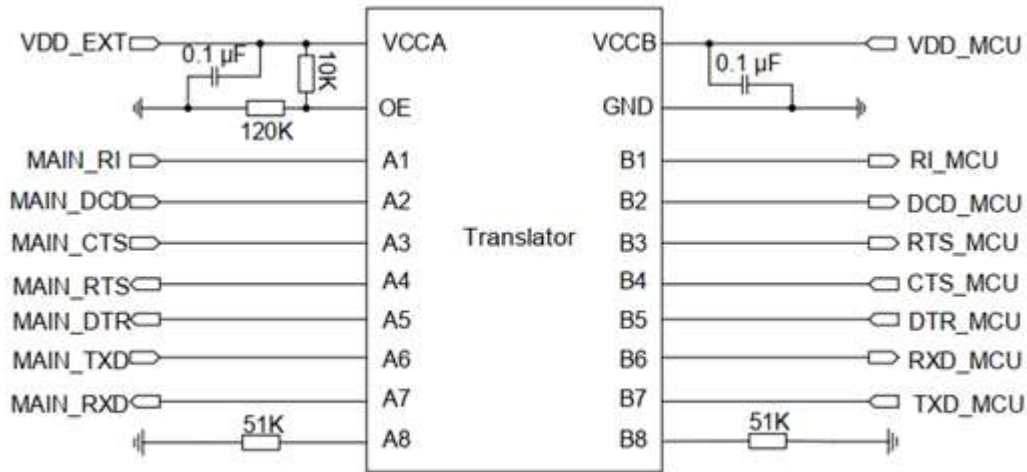 VDD_EXT 0.1 µF 10K VCCA VCCB 0.1 µF VDD_MCU
120K OE GND
MAIN_RI A1 B1 RI_MCU
MAIN_DCD A2 B2 DCD_MCU
MAIN_CTS A3 Translator B3 RTS_MCU
MAIN_RTS A4 B4 CTS_MCU
MAIN_DTR A5 B5 DTR_MCU
MAIN_TXD A6 B6 RXD_MCU
MAIN_RXD A7 B7 TXD_MCU
51K A8 B8 51K